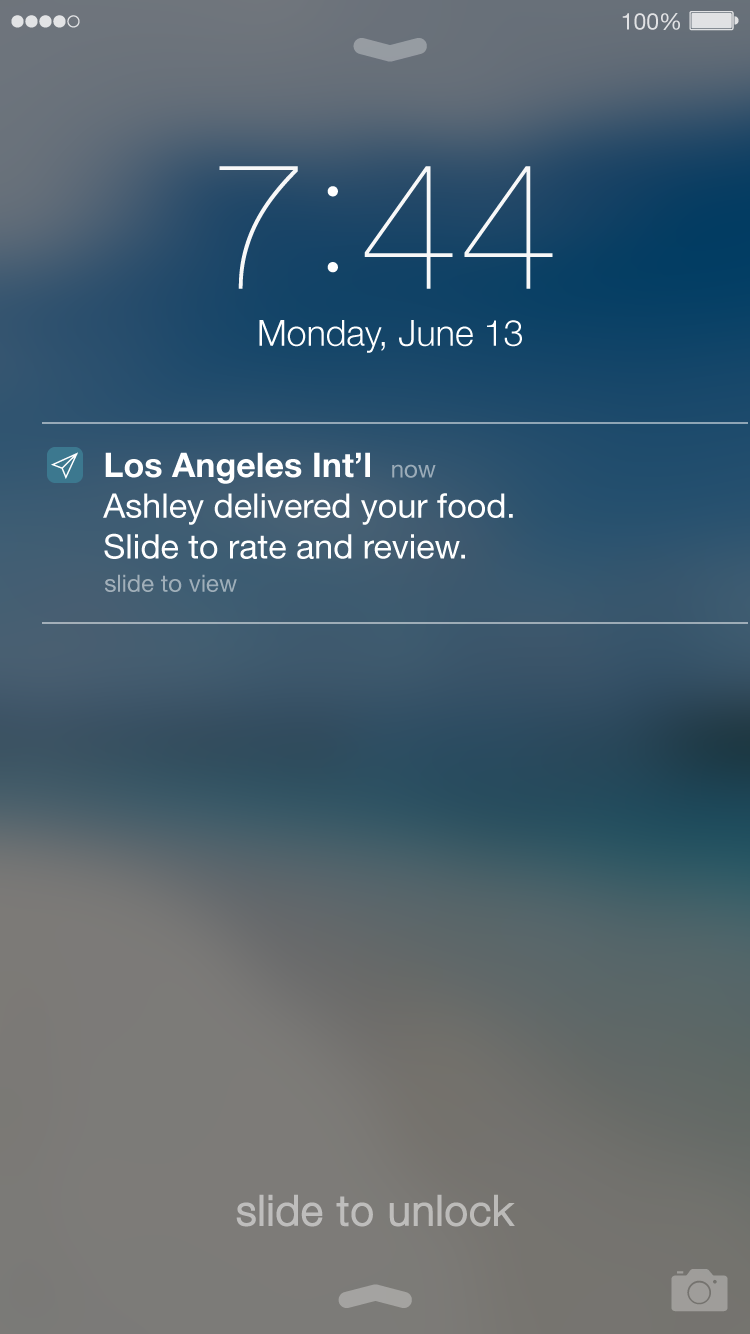 100%
7:44
Monday, June 13
Los Angeles Int’l now
Ashley delivered your food.
Slide to rate and review.
slide to view
slide to unlock